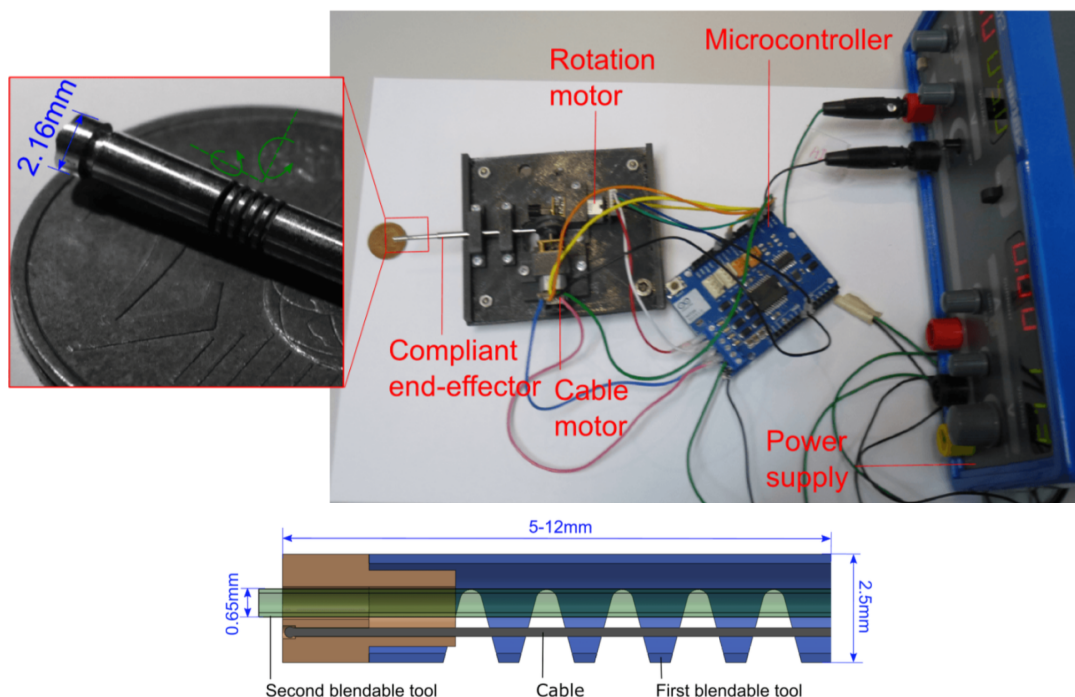 Microcontroller
Rotation
motor
2.16mm
Compliant
end-effector
Cable
motor
Power
supply
5-12mm
0.65mm
2.5mm
Second blendable tool
Cable
First blendable tool